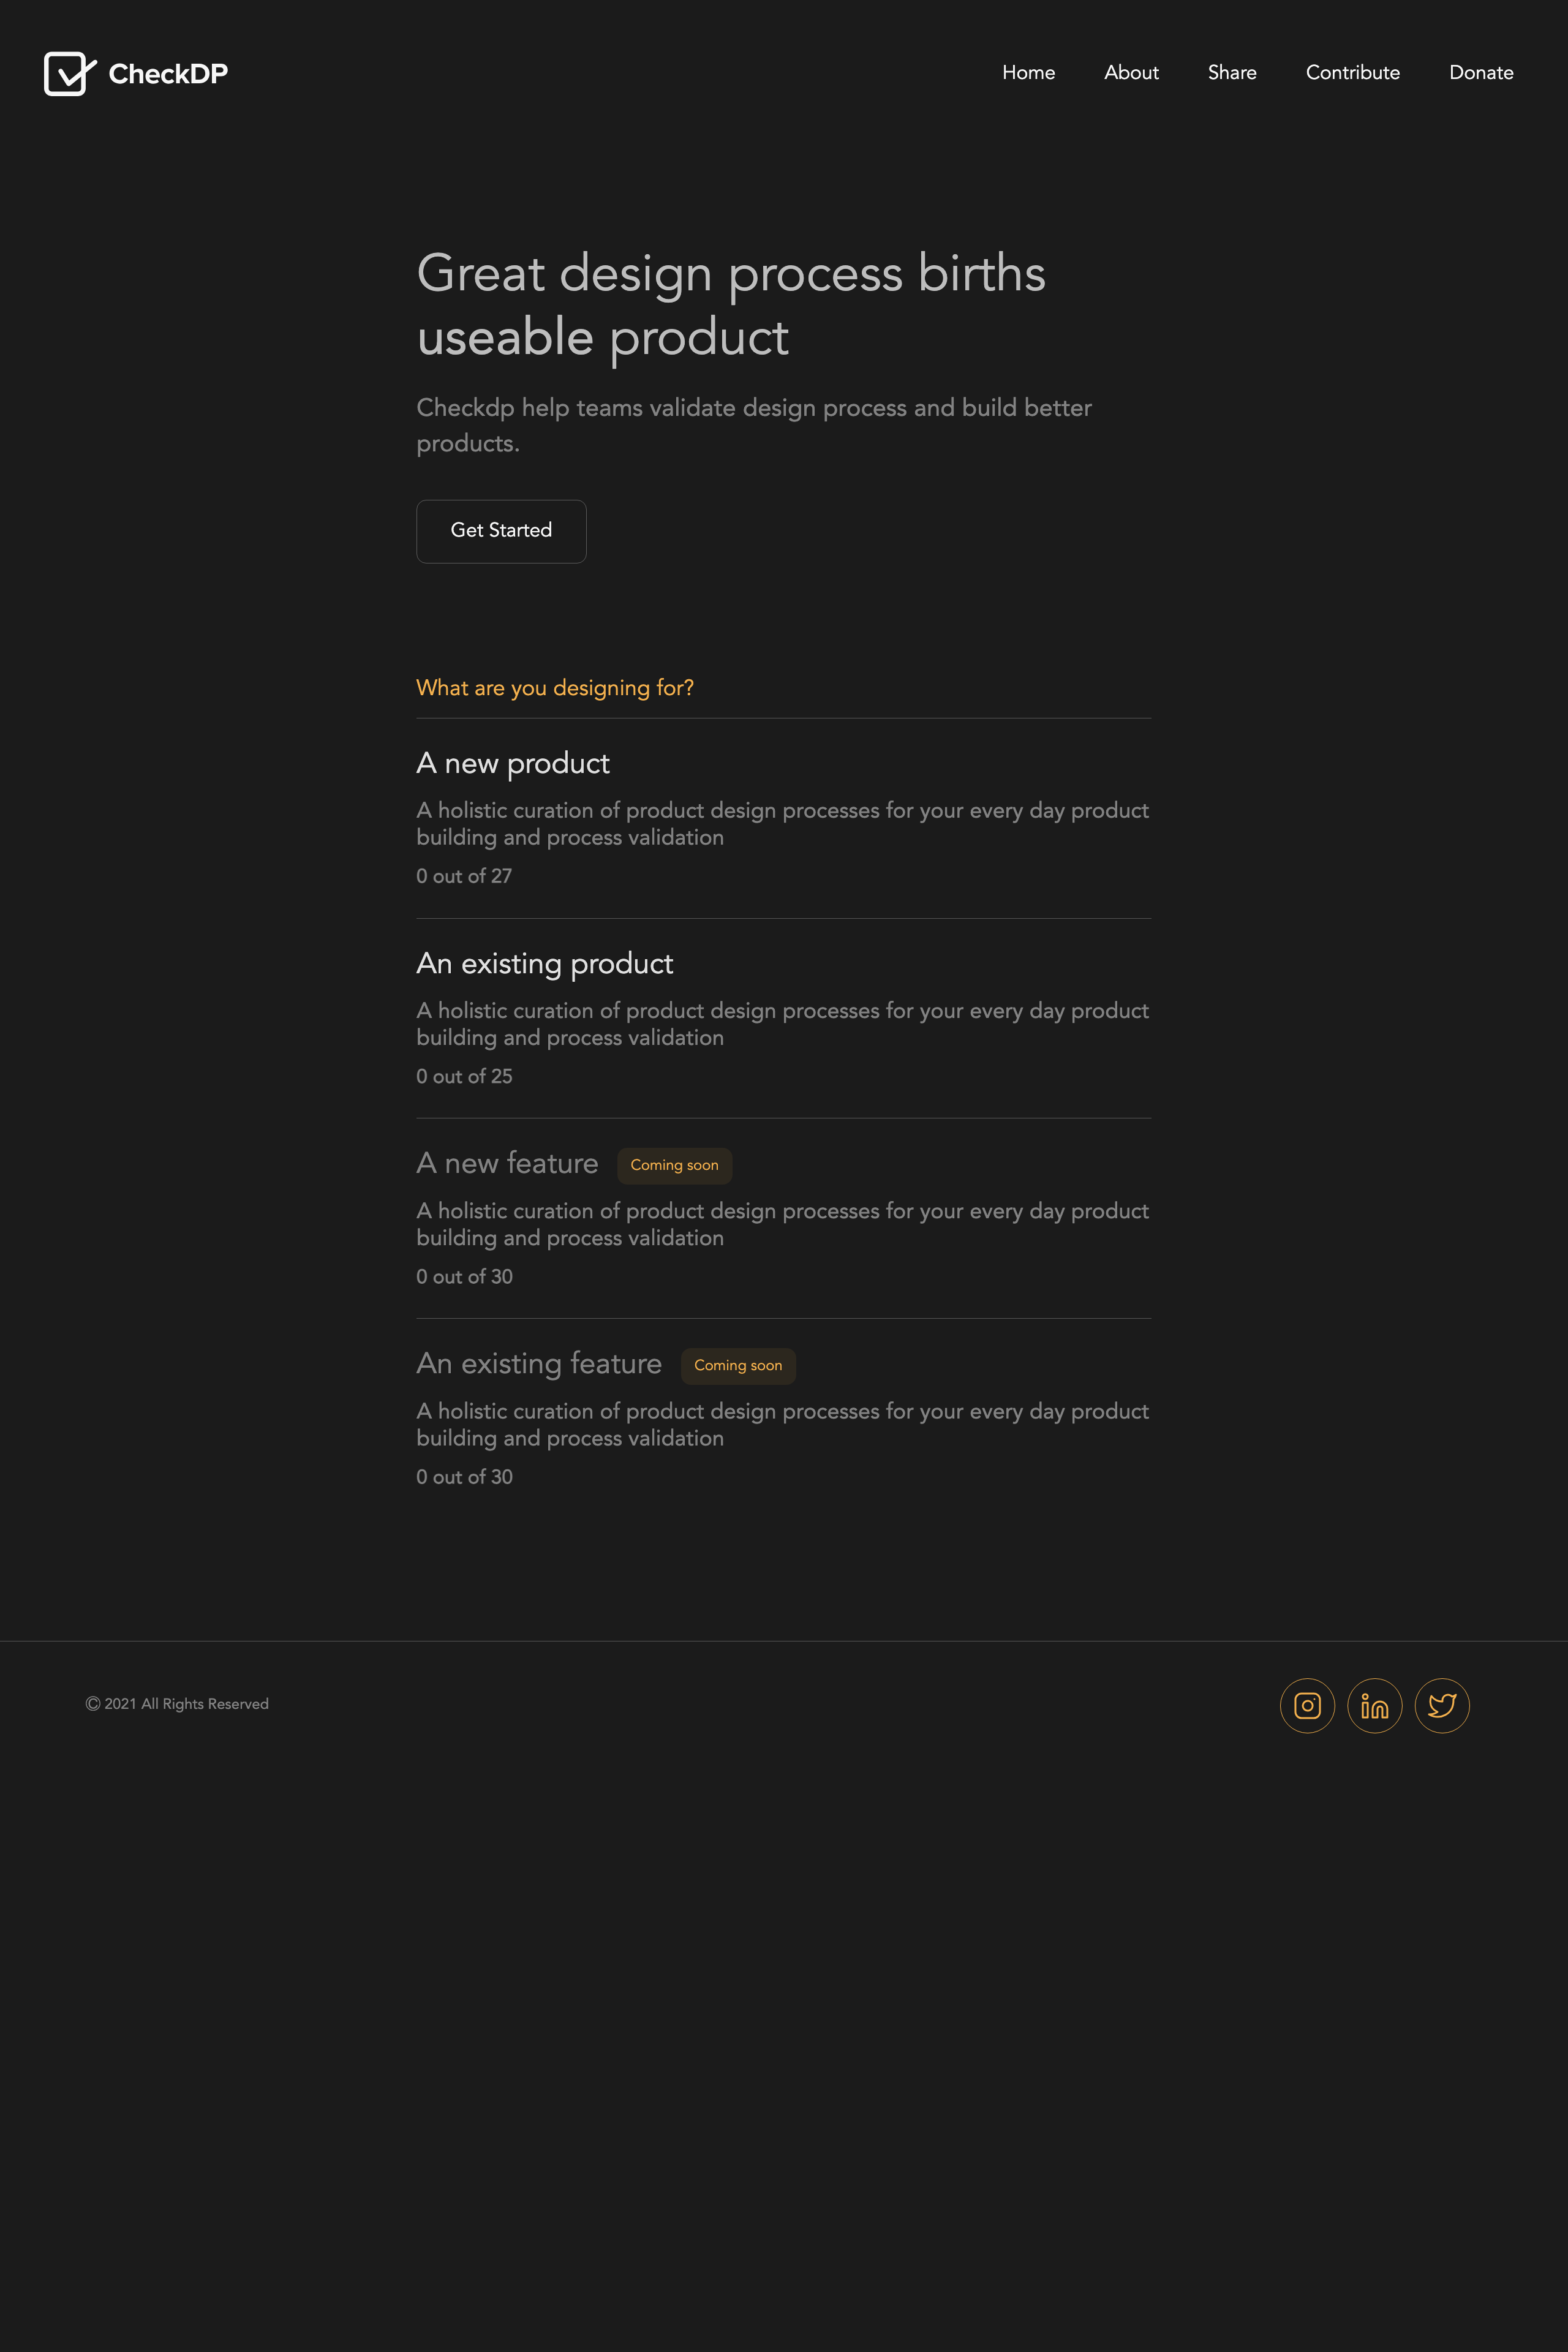 CheckDP
Home About Share Contribute Donate
Great design process births
useable product
Checkdp help teams validate design process and build better
products.
Get Started
What are you designing for?
A new product
A holistic curation of product design processes for your every day product
building and process validation
0 out of 27
An existing product
A holistic curation of product design processes for your every day product
building and process validation
0 out of 25
A new feature Coming soon
A holistic curation of product design processes for your every day product
building and process validation
0 out of 30
An existing feature Coming soon
A holistic curation of product design processes for your every day product
building and process validation
0 out of 30
© 2021 All Rights Reserved